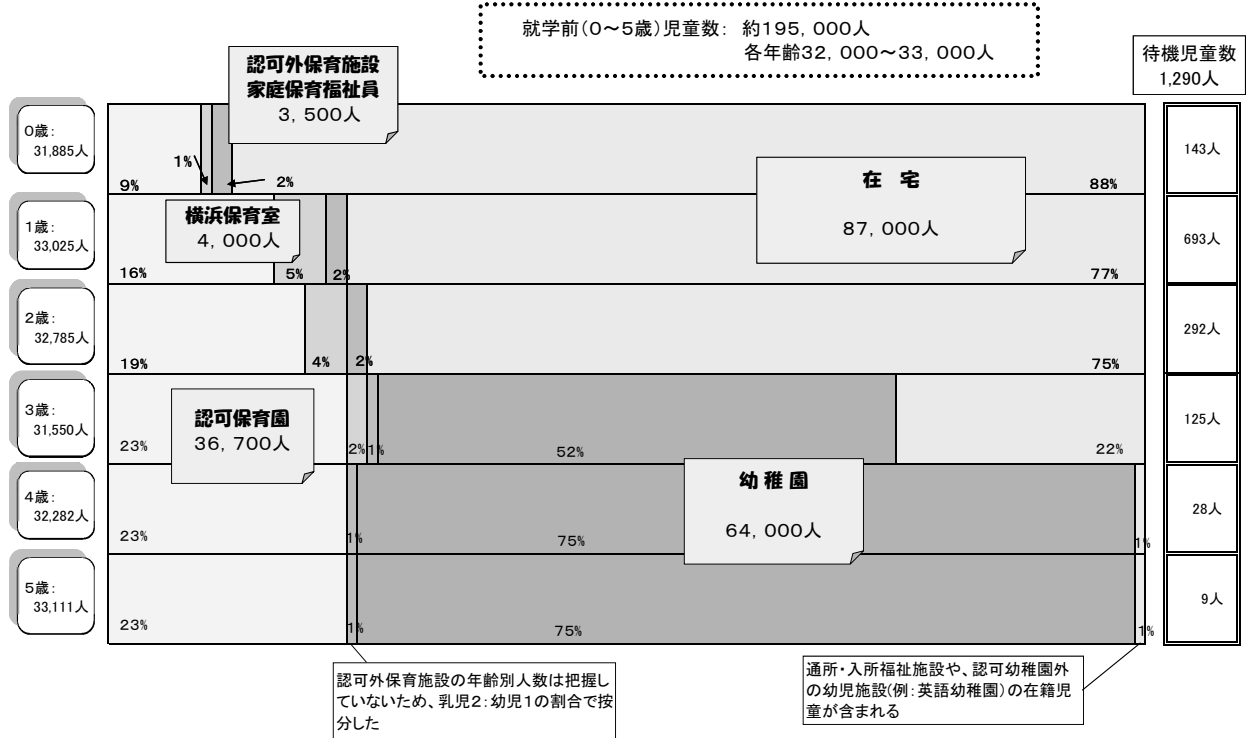 就学前(0～5歳)児童数: 約195,000人
各年齢32,000～33,000人
待機児童数
1,290人
認可外保育施設
家庭保育福祉員
3,500人
0歳:
31,885人
1%
9%
2%
88%
143人
在 宅
87,000人
横浜保育室
4,000人
1歳:
33,025人
16%
5%
2%
77%
693人
2歳:
32,785人
19%
4%
2%
75%
292人
3歳:
31,550人
認可保育園
36,700人
23%
2%
1%
52%
22%
125人
幼稚園
64,000人
4歳:
32,282人
23%
1%
75%
1%
28人
5歳:
33,111人
23%
1%
75%
1%
9人
認可外保育施設の年齢別人数は把握
していないため、乳児2:幼児1の割合で按
分した
通所・入所福祉施設や、認可幼稚園外
の幼児施設(例:英語幼稚園)の在籍児
童が含まれる